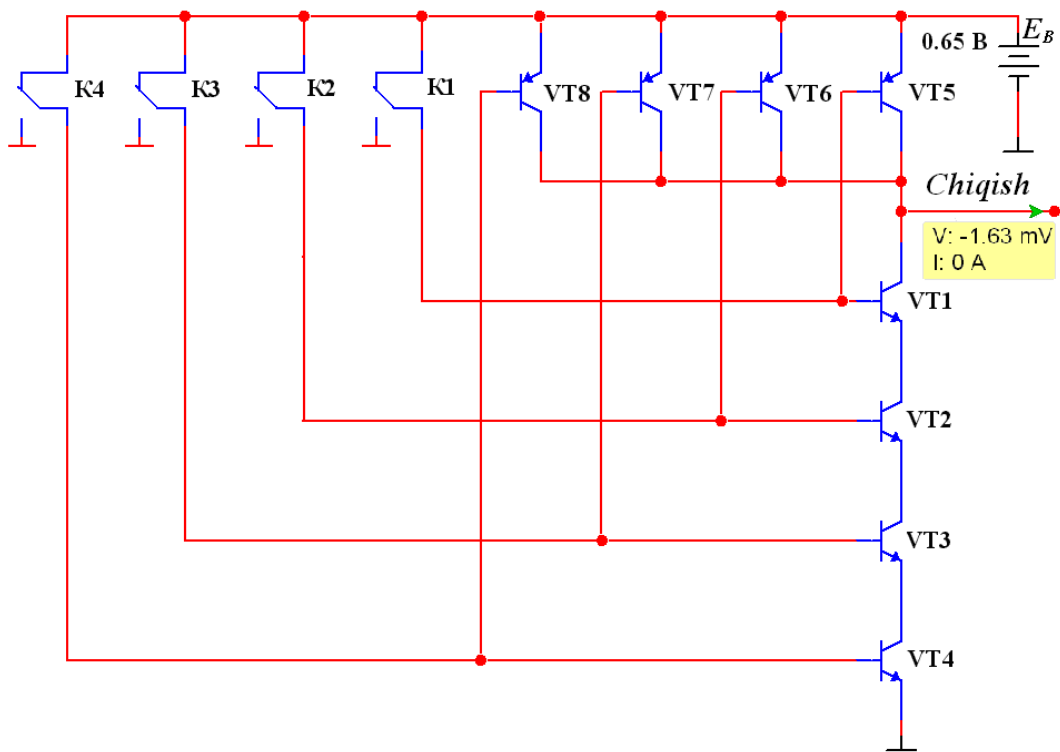 K4
K3
K2
K1
VT8
VT7
VT6
VT5
0.65 B
E_B
Chiqish
V: -1.63 mV
I: 0 A
VT1
VT2
VT3
VT4